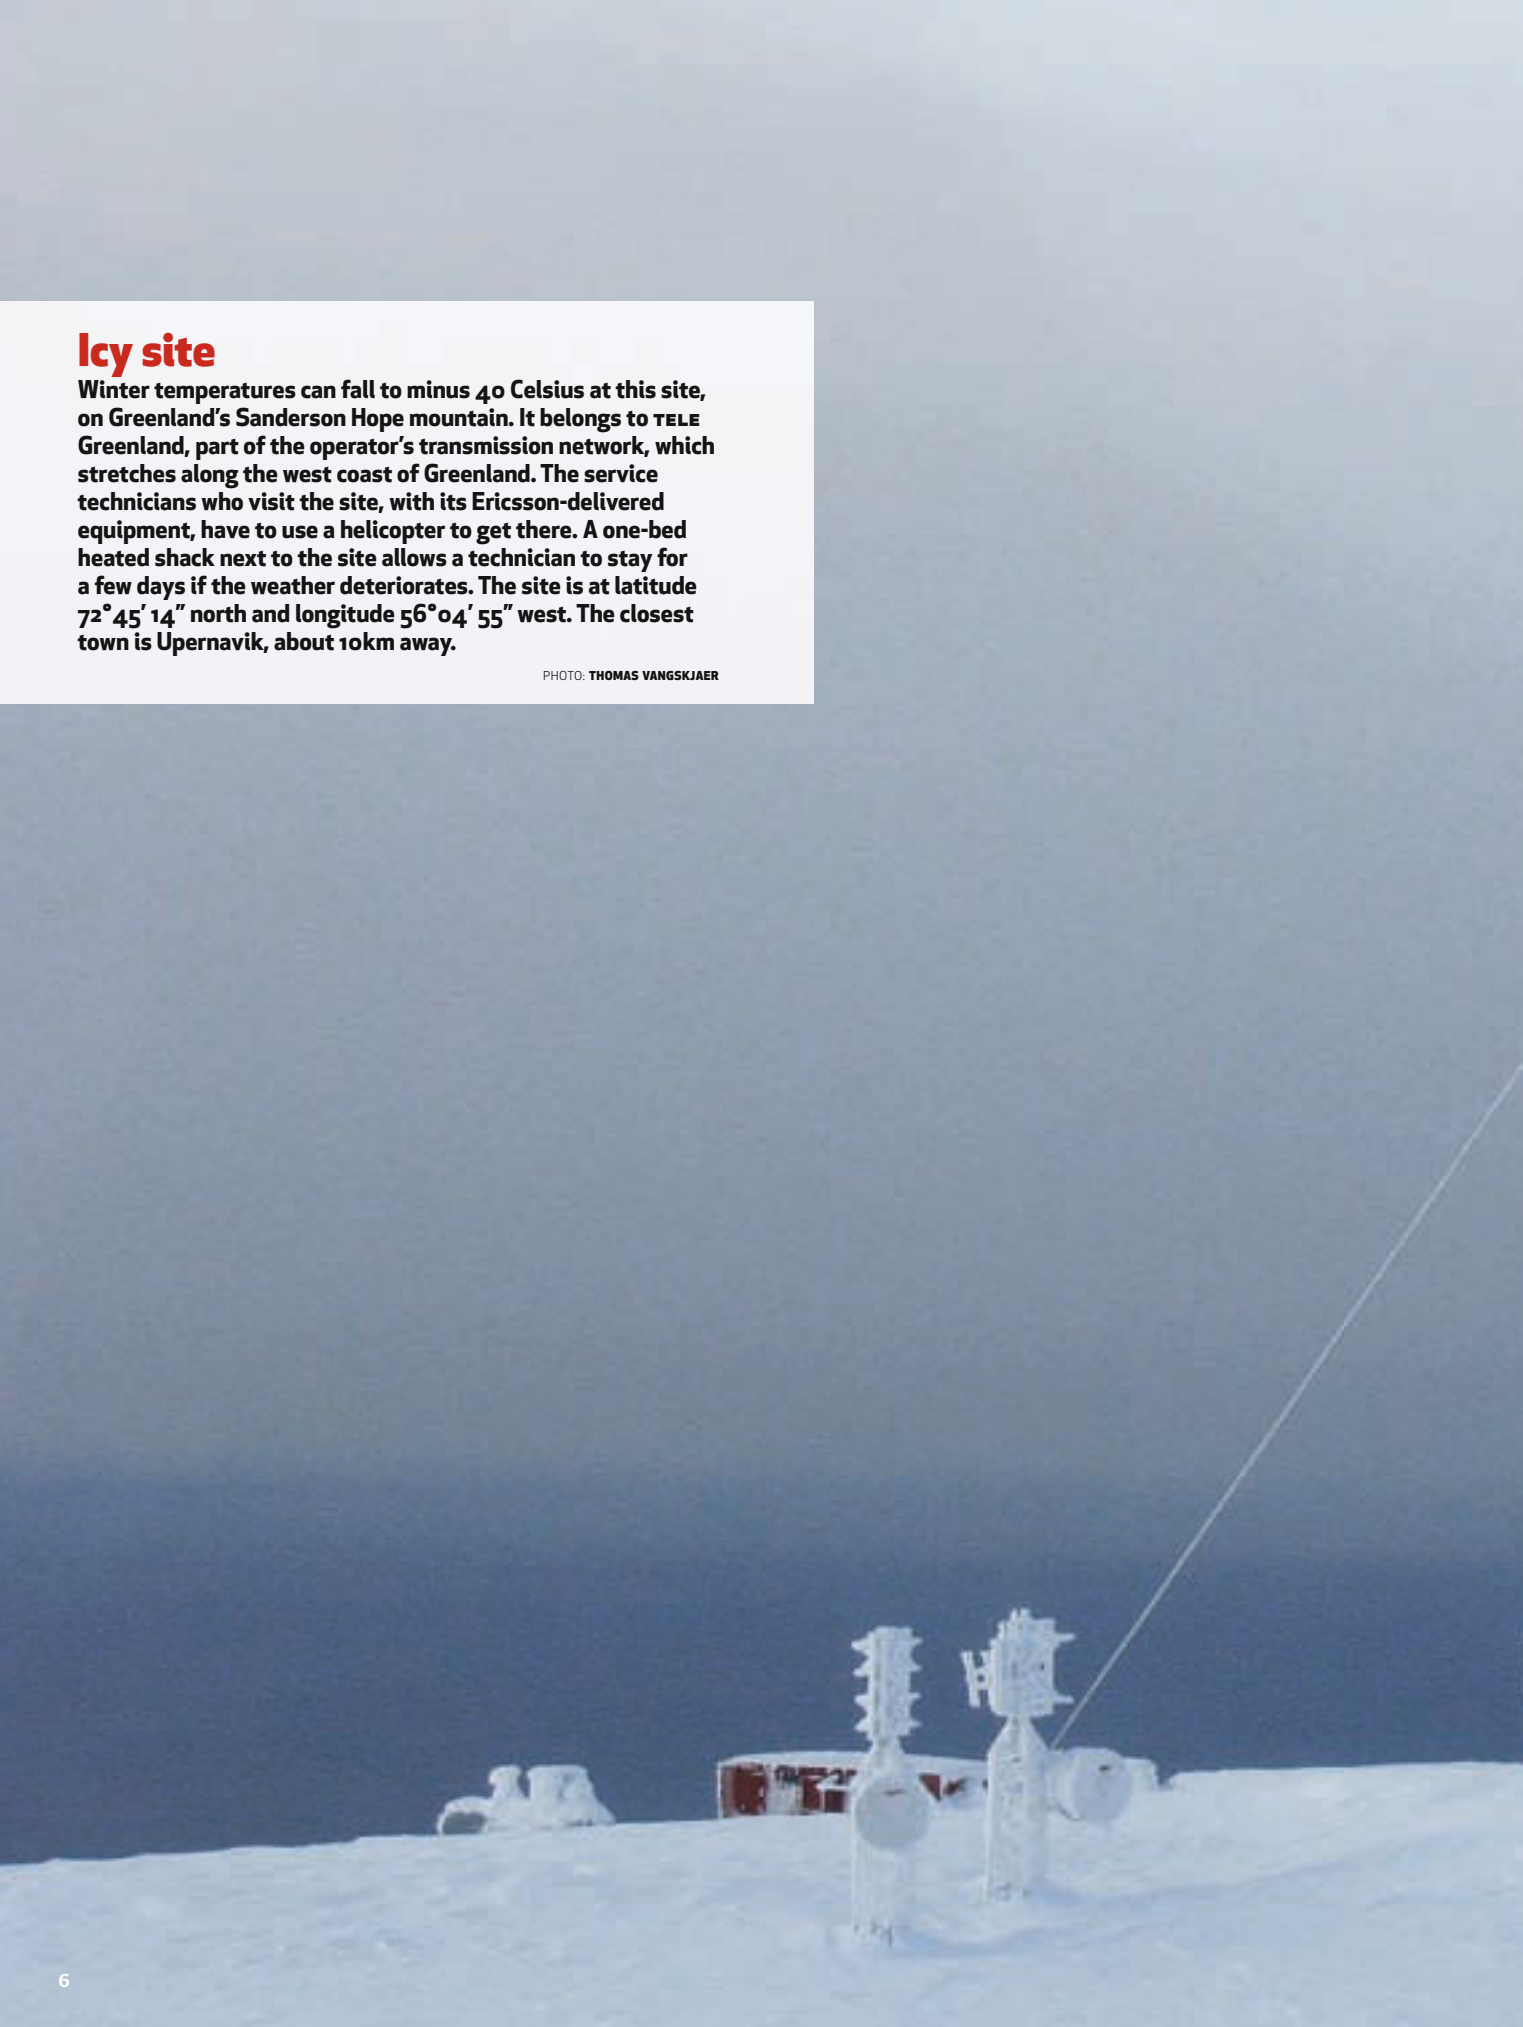 Icy site
Winter temperatures can fall to minus 40 Celsius at this site,
on Greenland’s Sanderson Hope mountain. It belongs to TELE
Greenland, part of the operator’s transmission network, which
stretches along the west coast of Greenland. The service
technicians who visit the site, with its Ericsson-delivered
equipment, have to use a helicopter to get there. A one-bed
heated shack next to the site allows a technician to stay for
a few days if the weather deteriorates. The site is at latitude
72°45′ 14″ north and longitude 56°04′ 55″ west. The closest
town is Upernavik, about 10km away.
PHOTO: THOMAS VANGSKJAER
6